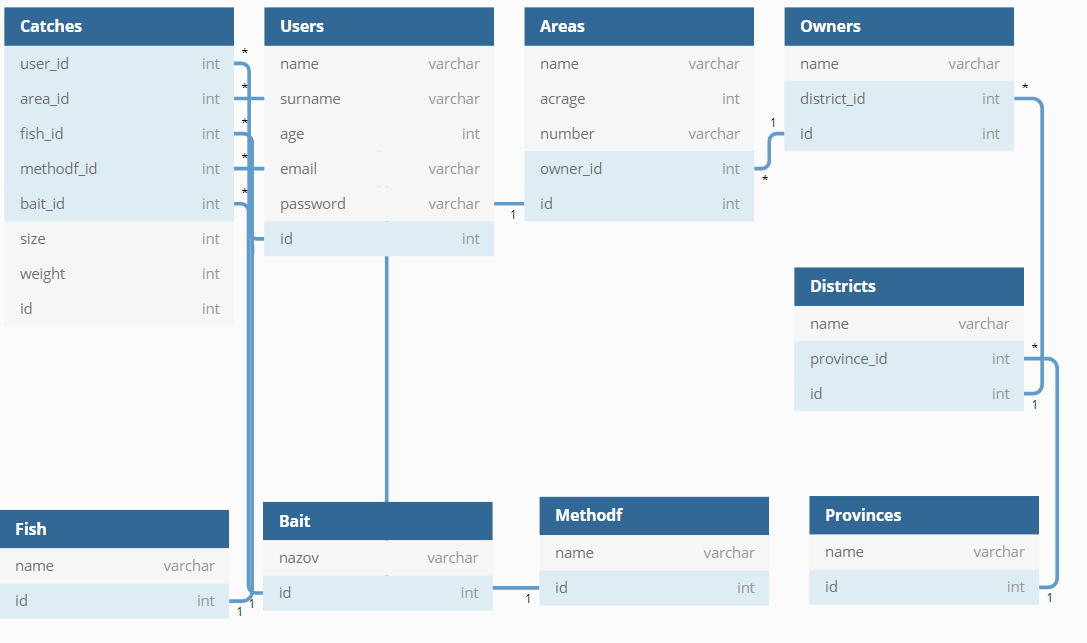 Catches
user_id int
area_id int
fish_id int
methodf_id int
bait_id int
size int
weight int
id int
*
*
*
*
*
Users
name varchar
surname varchar
age int
email varchar
password varchar
id int
1
Areas
name varchar
acrage int
number varchar
owner_id int
id int
*
1
Owners
name varchar
district_id int
id int
*
Districts
name varchar
province_id int
id int
*
1
Fish
name varchar
id int
1
1
Bait
nazov varchar
id int
1
Methodf
name varchar
id int
Provinces
name varchar
id int
1